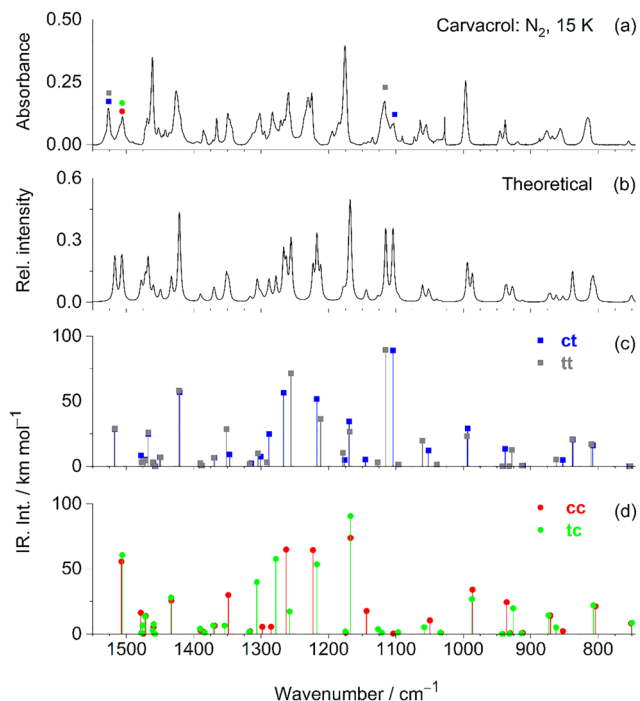 Carvacrol: N₂, 15 K (a)
0.50
0.25
0.00
Absorbance
Theoretical (b)
0.6
0.3
0.0
Rel. intensity
(c)
ct
tt
100
50
0
(d)
cc
tc
100
50
0
IR. Int. / km mol⁻¹
1500 1400 1300 1200 1100 1000 900 800
Wavenumber / cm⁻¹